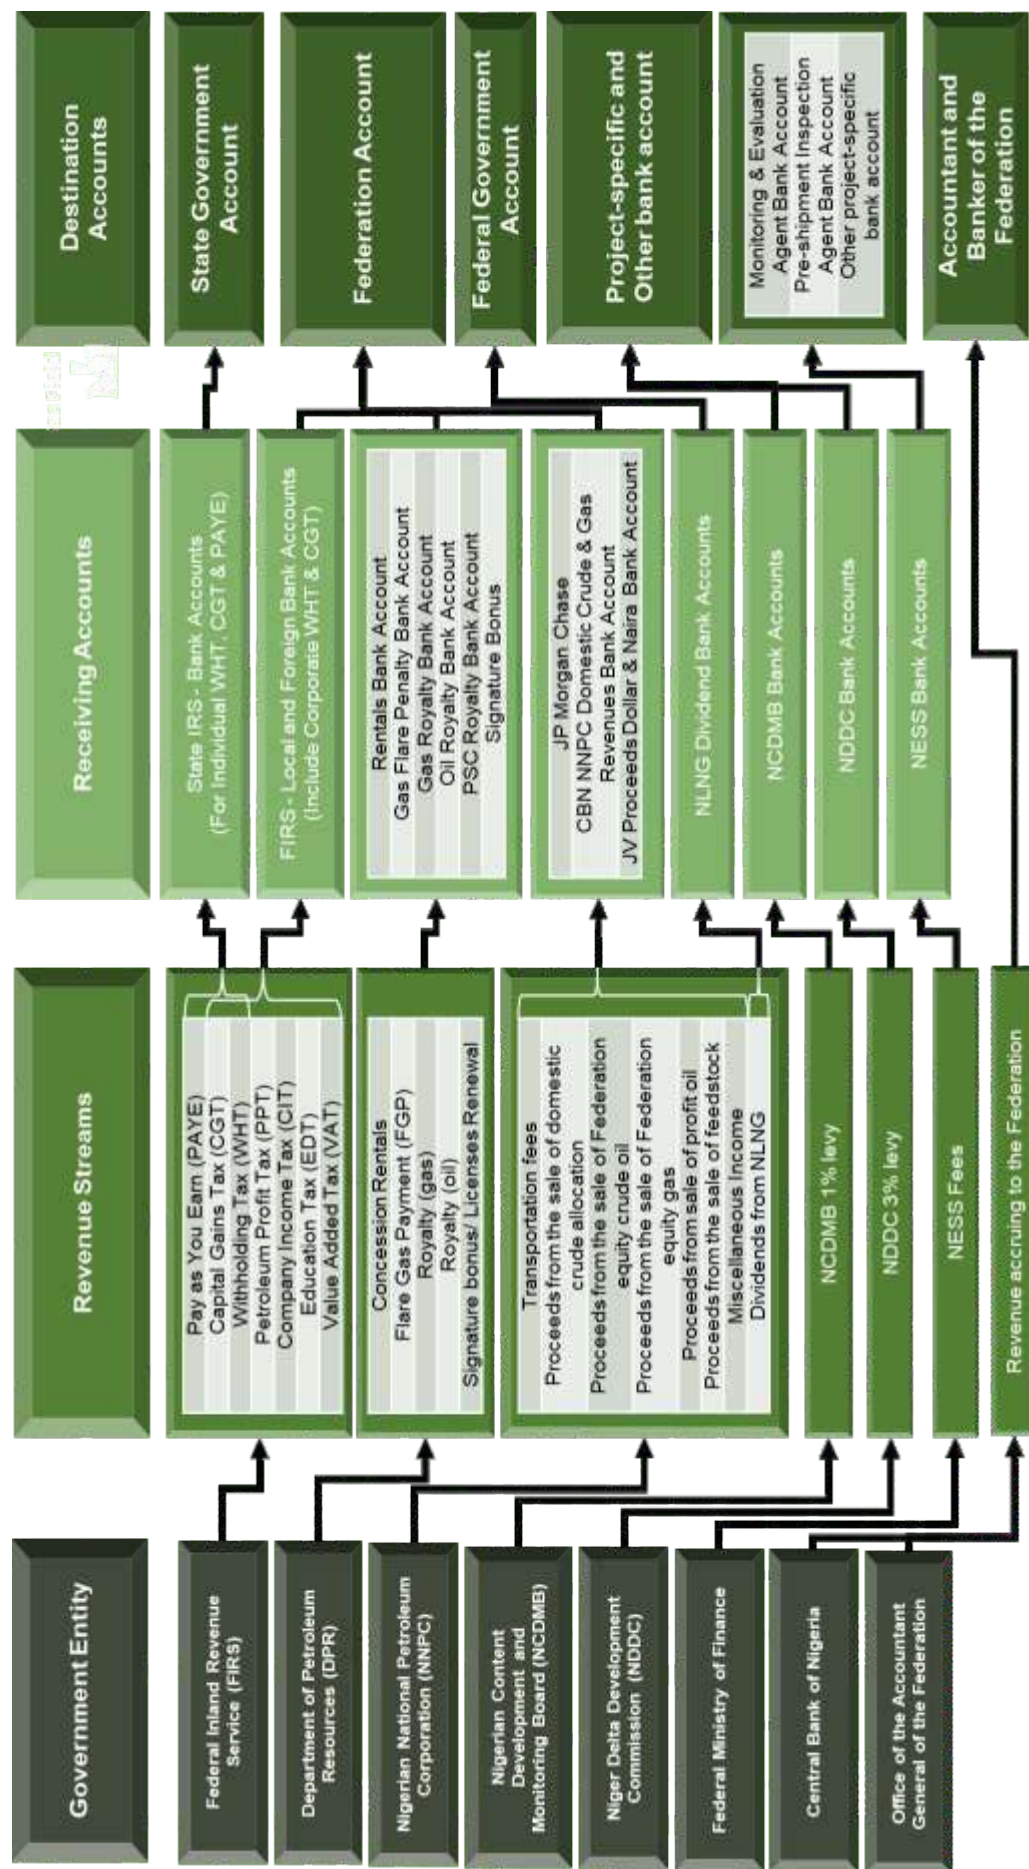 Government Entity
Federal Inland Revenue
Service (FIRS)
Department of Petroleum
Resources (DPR)
Nigerian National Petroleum
Corporation (NNPC)
Nigerian Content
Development and
Monitoring Board (NCDMB)
Niger Delta Development
Commission (NDDC)
Federal Ministry of Finance
Central Bank of Nigeria
Office of the Accountant
General of the Federation
Revenue Streams
Pay as You Earn (PAYE)
Capital Gains Tax (CGT)
Withholding Tax (WHT)
Petroleum Profit Tax (PPT)
Company Income Tax (CIT)
Education Tax (EDT)
Value Added Tax (VAT)
Concession Rentals
Flare Gas Payment (FGP)
Royalty (gas)
Royalty (oil)
Signature bonus/ Licenses Renewal
Transportation fees
Proceeds from the sale of domestic
crude allocation
Proceeds from the sale of Federation
equity crude oil
Proceeds from the sale of Federation
equity gas
Proceeds from sale of profit oil
Proceeds from the sale of feedstock
Miscellaneous Income
Dividends from NLNG
NCDMB 1% levy
NDDC 3% levy
NESS Fees
Revenue accruing to the Federation
Receiving Accounts
State IRS - Bank Accounts
(For Individual WHT, CGT & PAYE)
FIRS - Local and Foreign Bank Accounts
(Include Corporate WHT & CGT)
Rentals Bank Account
Gas Flare Penalty Bank Account
Gas Royalty Bank Account
Oil Royalty Bank Account
PSC Royalty Bank Account
Signature Bonus
JP Morgan Chase
CBN NNPC Domestic Crude & Gas
Revenues Bank Account
JV Proceeds Dollar & Naira Bank Account
NLNG Dividend Bank Accounts
NCDMB Bank Accounts
NDDC Bank Accounts
NESS Bank Accounts
Destination
Accounts
State Government
Account
Federation Account
Federal Government
Account
Project-specific and
Other bank account
Monitoring & Evaluation
Agent Bank Account
Pre-shipment Inspection
Agent Bank Account
Other project-specific
bank account
Accountant and
Banker of the
Federation